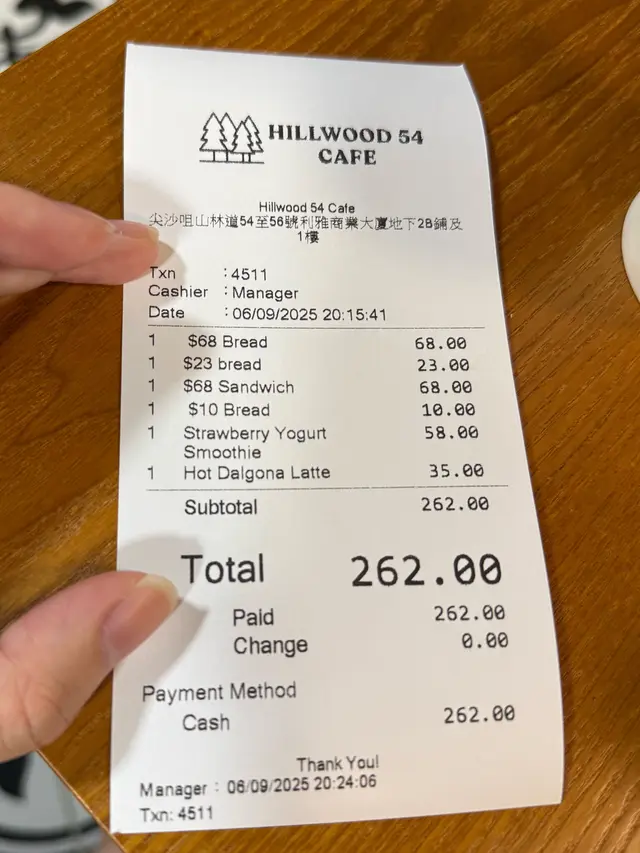 HILLWOOD 54
CAFE
Hillwood 54 Cafe
尖沙咀山林道54至56號利雅商業大廈地下2B鋪及
1樓
Txn : 4511
Cashier : Manager
Date : 06/09/2025 20:15:41
1 $68 Bread 68.00
1 $23 bread 23.00
1 $68 Sandwich 68.00
1 $10 Bread 10.00
1 Strawberry Yogurt 58.00
Smoothie
1 Hot Dalgona Latte 35.00
Subtotal 262.00
Total 262.00
Paid 262.00
Change 0.00
Payment Method
Cash 262.00
Thank You!
Manager : 06/09/2025 20:24:06
Txn: 4511